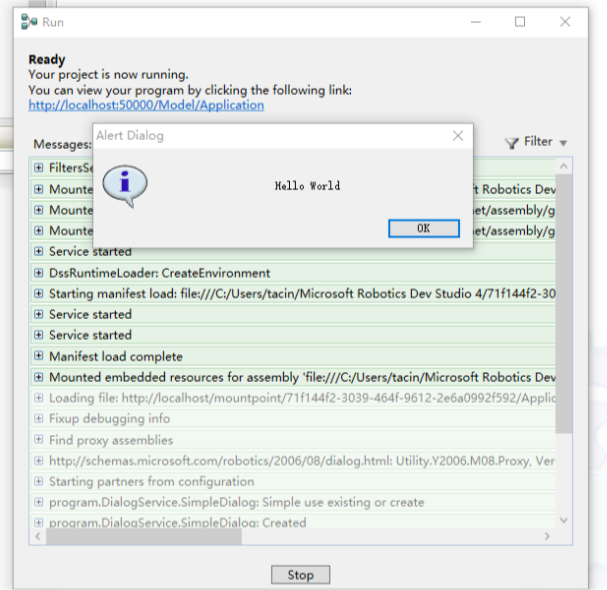 Run
Ready
Your project is now running.
You can view your program by clicking the following link:
http://localhost:50000/Model/Application
Messages:
Filter
Alert Dialog
Hello World
OK
FiltersSe
Mounte
t Robotics Dev
Mounte
et/assembly/g
Mounte
et/assembly/g
Service started
DssRuntimeLoader: CreateEnvironment
Starting manifest load: file:///C:/Users/tacin/Microsoft Robotics Dev Studio 4/71f144f2-30
Service started
Service started
Manifest load complete
Mounted embedded resources for assembly 'file:///C:/Users/tacin/Microsoft Robotics Dev
Loading file: http://localhost/mountpoint/71f144f2-3039-464f-9612-2e6a0992f592/Applic
Fixup debugging info
Find proxy assemblies
http://schemas.microsoft.com/robotics/2006/08/dialog.html: Utility.Y2006.M08.Proxy, Ver
Starting partners from configuration
program.DialogService.SimpleDialog: Simple use existing or create
program.DialogService.SimpleDialog: Created
Stop